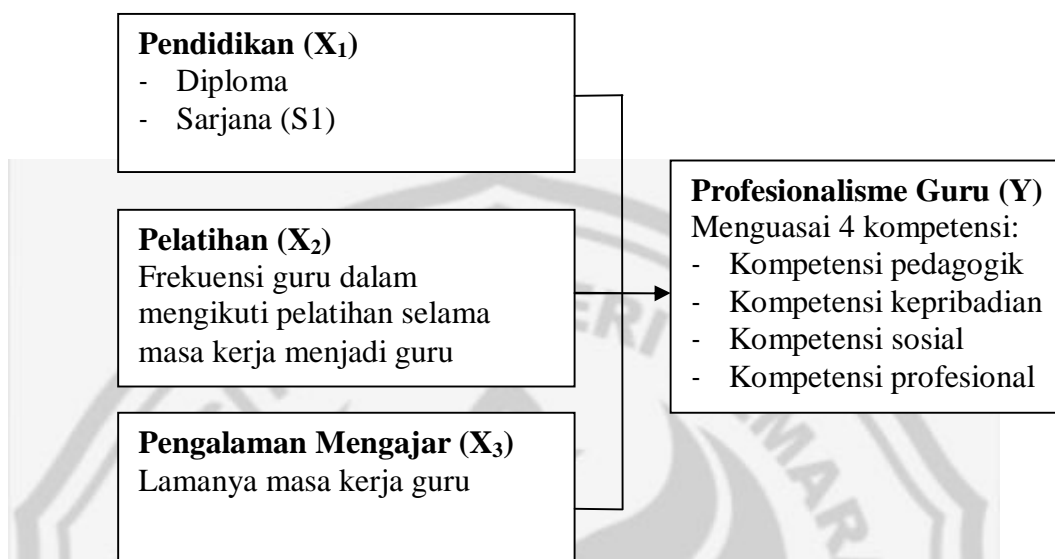 Pendidikan (X₁)
- Diploma
- Sarjana (S1)
Pelatihan (X₂)
Frekuensi guru dalam
mengikuti pelatihan selama
masa kerja menjadi guru
Pengalaman Mengajar (X₃)
Lamanya masa kerja guru
Profesionalisme Guru (Y)
Menguasai 4 kompetensi:
- Kompetensi pedagogik
- Kompetensi kepribadian
- Kompetensi sosial
- Kompetensi profesional